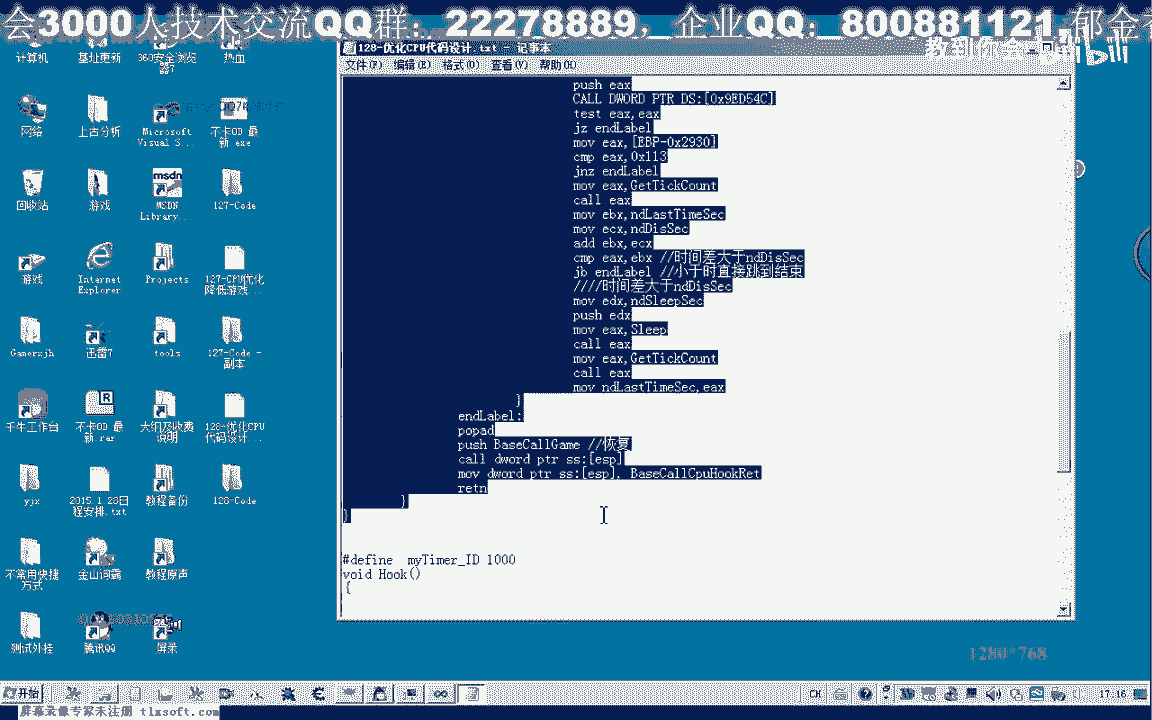 会3000人技术交流QQ群：22278889，企业QQ：800881121,郁金香
教到你会
bilibili
计算机
基址更新
360安全浏览器7
热血
网络
上古分析
Microsoft Visual S...
不卡OD 最新.exe
回收站
游戏
MSDN Library...
127-Code
游戏
Internet Explorer
Projects
127-CPU优化降低游戏...
Gamerxjh
迅雷7
tools
127-Code - 副本
千牛工作台
不卡OD 最新.rar
大纲及收费说明
128-优化CPU代码设计...
yjx
2015.1.28日程安排.txt
教程备份
128-Code
不常用快捷方式
金山词霸
教程原声
测试外挂
腾讯QQ
屏录
128-优化CPU代码设计.txt - 记事本
文件(F) 编辑(E) 格式(O) 查看(V) 帮助(H)
push eax
CALL DWORD PTR DS:[0x9ED54C]
test eax,eax
jz endLabel
mov eax,[EBP-0x2930]
cmp eax,0x113
jnz endLabel
mov eax,GetTickCount
call eax
mov ebx,ndLastTimeSec
mov ecx,ndDisSec
add ebx,ecx
cmp eax,ebx //时间差大于ndDisSec
jb endLabel //小于时直接跳到结束
////时间差大于ndDisSec
mov edx,ndSleepSec
push edx
mov eax,Sleep
call eax
mov eax,GetTickCount
call eax
mov ndLastTimeSec,eax
}
endLabel:
popad
push BaseCallGame //恢复
call dword ptr ss:[esp]
mov dword ptr ss:[esp], BaseCallCpuHookRet
retn
}
}
#define  myTimer_ID 1000
void Hook()
{
1280*768
开始
CH
17:16
屏幕录像专家未注册 tlxsoft.com